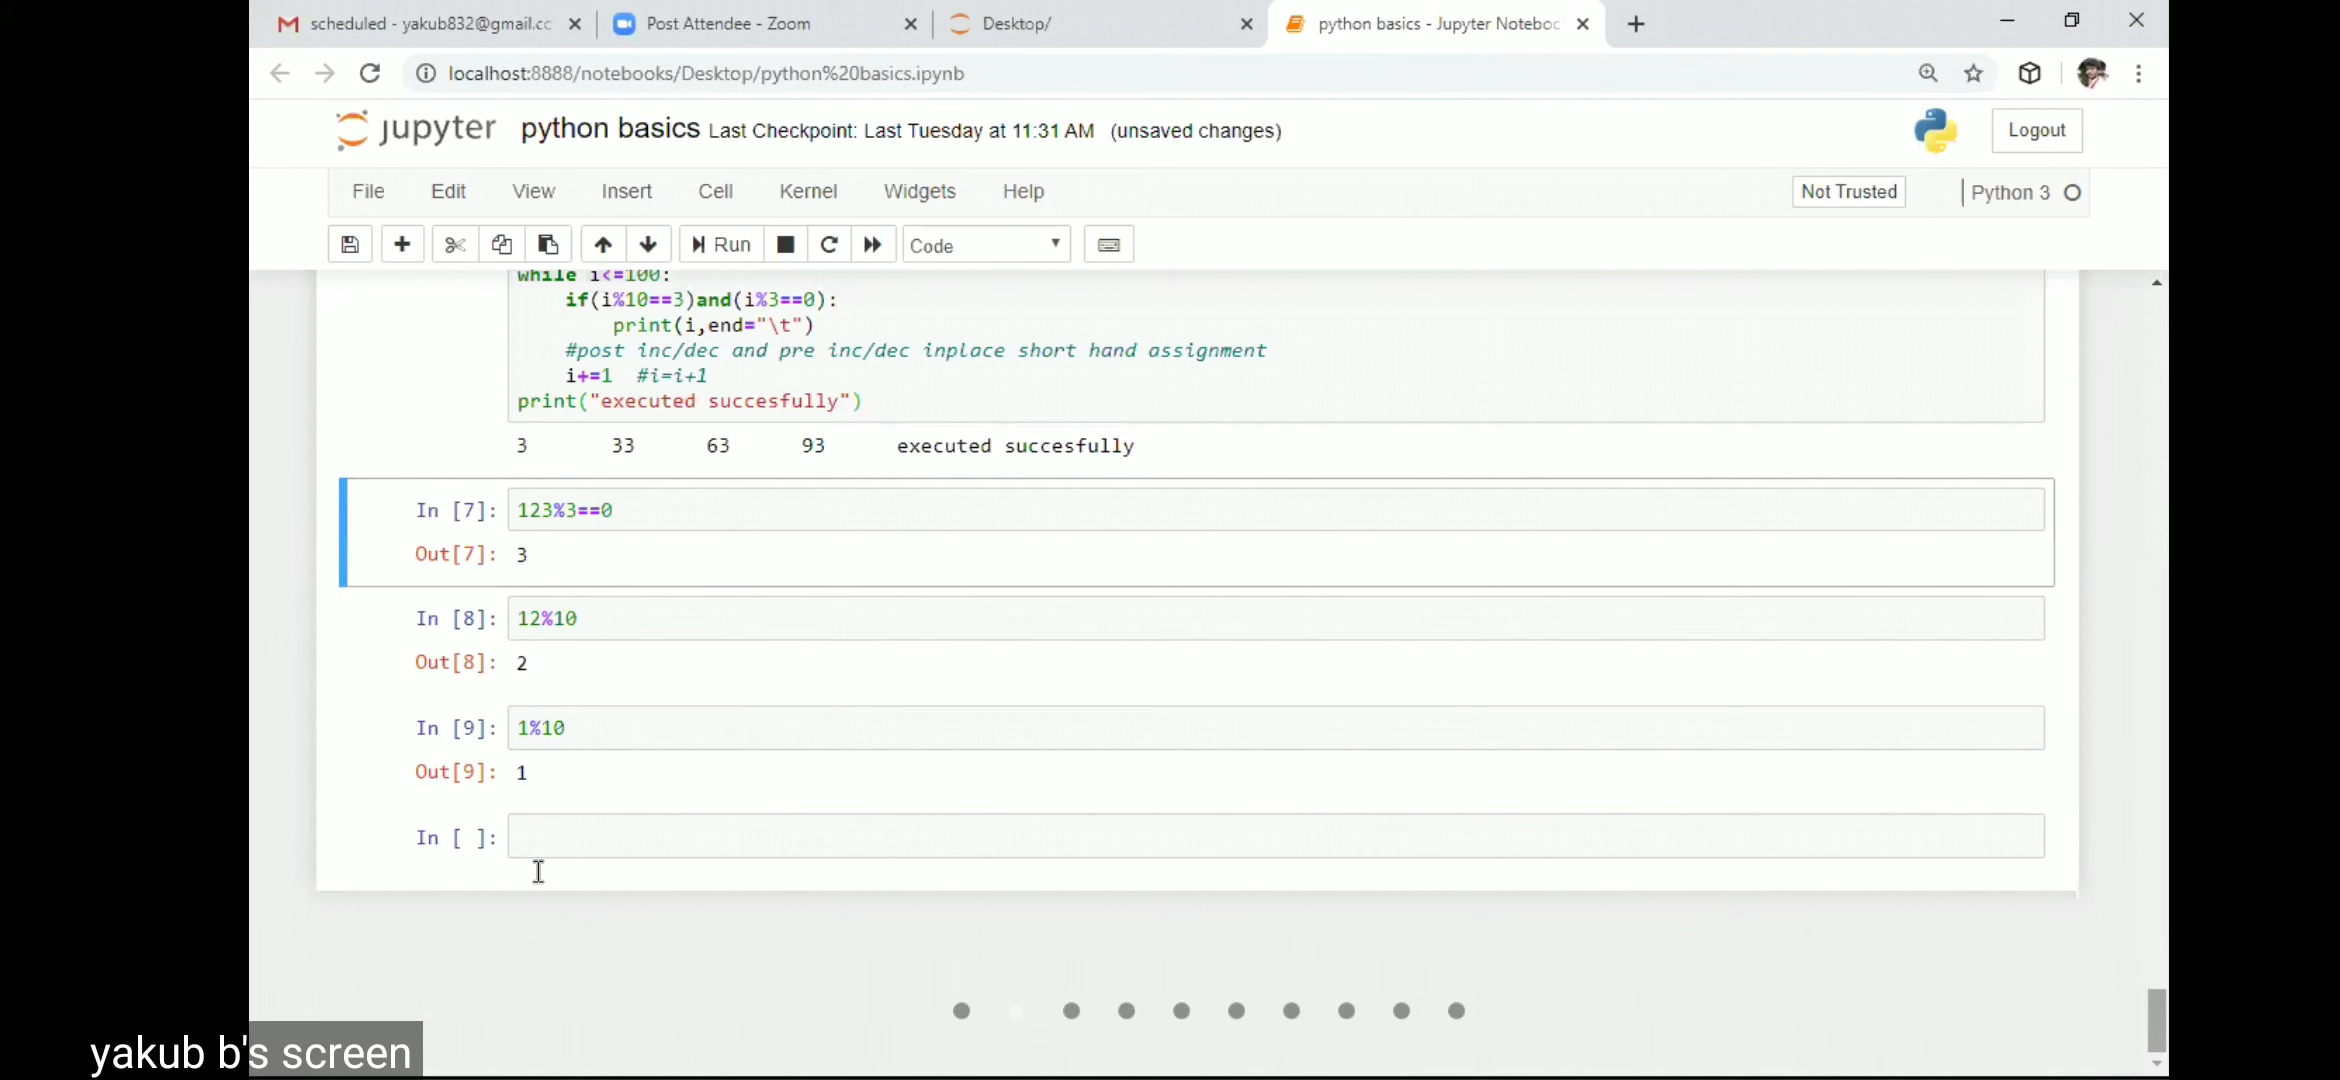 scheduled - yakub832@gmail.cc
Post Attendee - Zoom
Desktop/
python basics - Jupyter Noteboc
localhost:8888/notebooks/Desktop/python%20basics.ipynb
jupyter python basics Last Checkpoint: Last Tuesday at 11:31 AM (unsaved changes)
Logout
File Edit View Insert Cell Kernel Widgets Help
Not Trusted
Python 3
Run
Code
while i<=100:
    if(i%10==3)and(i%3==0):
        print(i,end="\t")
    #post inc/dec and pre inc/dec inplace short hand assignment
    i+=1 #i=i+1
print("executed succesfully")
3 33 63 93 executed succesfully
In [7]: 123%3==0
Out[7]: 3
In [8]: 12%10
Out[8]: 2
In [9]: 1%10
Out[9]: 1
In [ ]:
yakub b's screen